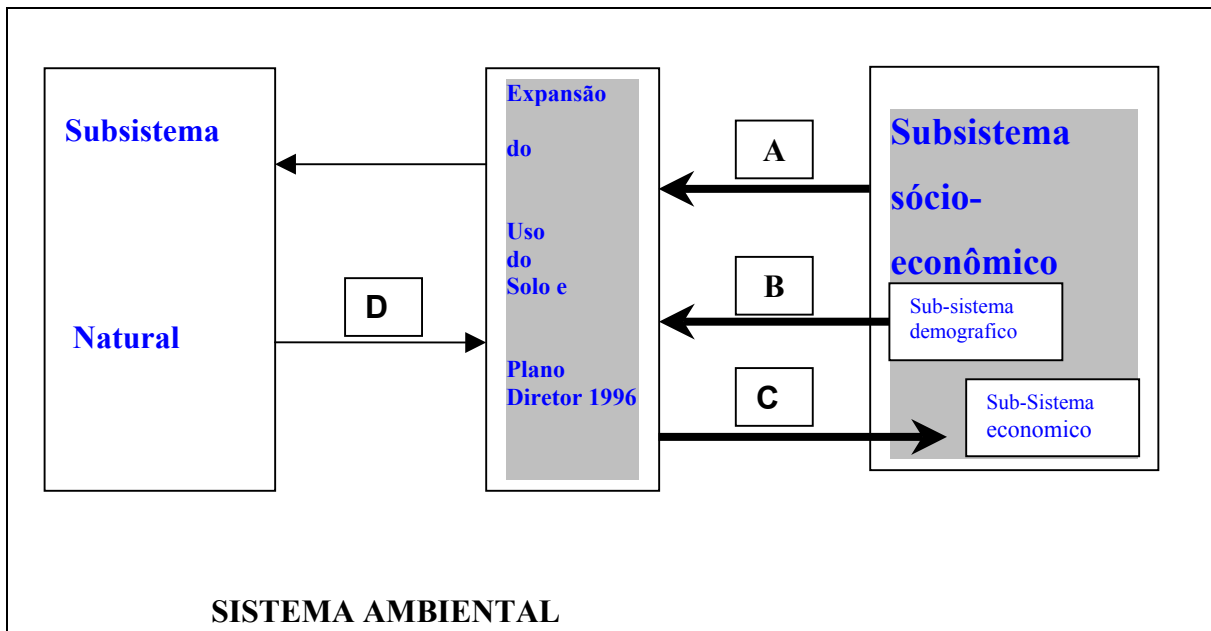 Subsistema
Natural
D
Expansão
do
Uso
do
Solo e
Plano
Diretor 1996
A
B
C
Subsistema
sócio-
econômico
Sub-sistema
demografico
Sub-Sistema
economico
SISTEMA AMBIENTAL